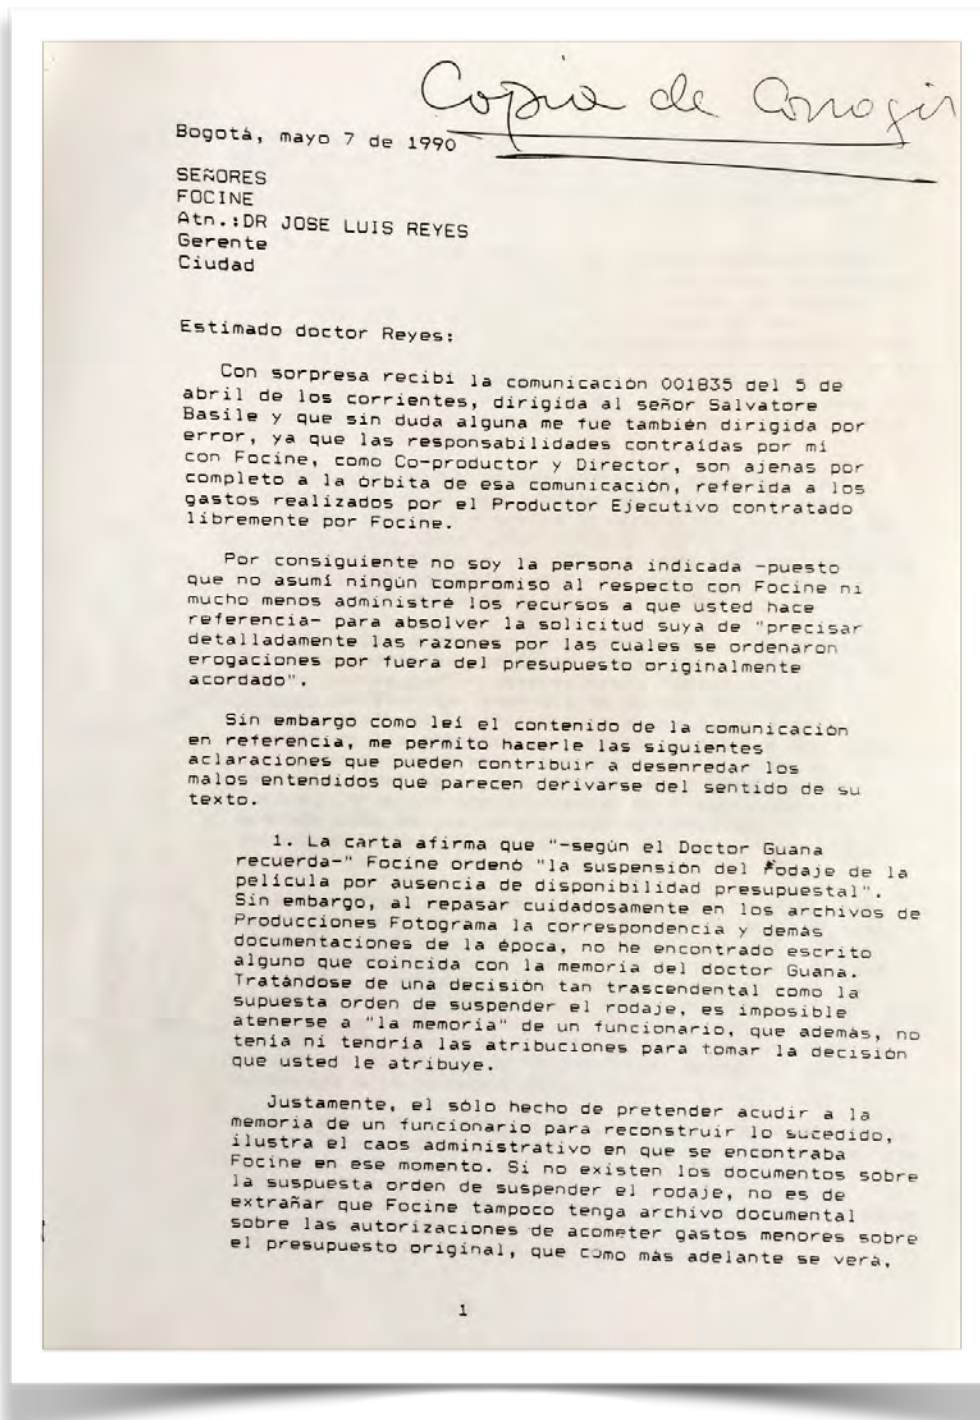 Copia de Corregir
Bogotá, mayo 7 de 1990
SEÑORES
FOCINE
Atn.:DR JOSE LUIS REYES
Gerente
Ciudad
Estimado doctor Reyes:
Con sorpresa recibí la comunicación 001835 del 5 de
abril de los corrientes, dirigida al señor Salvatore
Basile y que sin duda alguna me fue también dirigida por
error, ya que las responsabilidades contraídas por mí
con Focine, como Co-productor y Director, son ajenas por
completo a la órbita de esa comunicación, referida a los
gastos realizados por el Productor Ejecutivo contratado
libremente por Focine.
Por consiguiente no soy la persona indicada -puesto
que no asumí ningún compromiso al respecto con Focine ni
mucho menos administré los recursos a que usted hace
referencia- para absolver la solicitud suya de "precisar
detalladamente las razones por las cuales se ordenaron
erogaciones por fuera del presupuesto originalmente
acordado".
Sin embargo como leí el contenido de la comunicación
en referencia, me permito hacerle las siguientes
aclaraciones que pueden contribuir a desenredar los
malos entendidos que parecen derivarse del sentido de su
texto.
1. La carta afirma que "-según el Doctor Guana
recuerda-" Focine ordenó "la suspensión del rodaje de la
película por ausencia de disponibilidad presupuestal".
Sin embargo, al repasar cuidadosamente en los archivos de
Producciones Fotograma la correspondencia y demás
documentaciones de la época, no he encontrado escrito
alguno que coincida con la memoria del doctor Guana.
Tratándose de una decisión tan trascendental como la
supuesta orden de suspender el rodaje, es imposible
atenerse a "la memoria" de un funcionario, que además, no
tenía ni tendría las atribuciones para tomar la decisión
que usted le atribuye.
Justamente, el sólo hecho de pretender acudir a la
memoria de un funcionario para reconstruir lo sucedido,
ilustra el caos administrativo en que se encontraba
Focine en ese momento. Si no existen los documentos sobre
la suspuesta orden de suspender el rodaje, no es de
extrañar que Focine tampoco tenga archivo documental
sobre las autorizaciones de acometer gastos menores sobre
el presupuesto original, que como más adelante se verá,
1